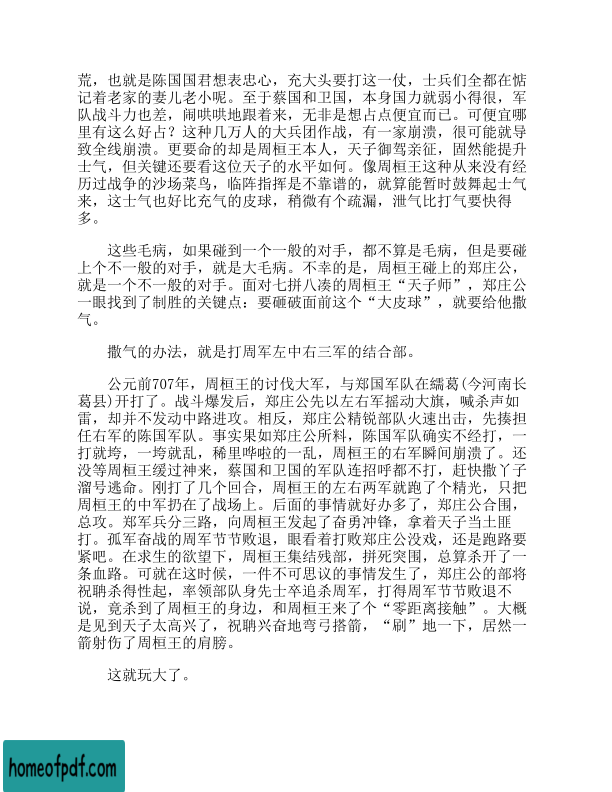 荒，也就是陈国国君想表忠心，充大头要打这一仗，士兵们全都在惦
记着老家的妻儿老小呢。至于蔡国和卫国，本身国力就弱小得很，军
队战斗力也差，闹哄哄地跟着来，无非是想占点便宜而已。可便宜哪
里有这么好占？这种几万人的大兵团作战，有一家崩溃，很可能就导
致全线崩溃。更要命的却是周桓王本人，天子御驾亲征，固然能提升
士气，但关键还要看这位天子的水平如何。像周桓王这种从来没有经
历过战争的沙场菜鸟，临阵指挥是不靠谱的，就算能暂时鼓舞起士气
来，这士气也好比充气的皮球，稍微有个疏漏，泄气比打气要快得
多。
这些毛病，如果碰到一个一般的对手，都不算是毛病，但是要碰
上个不一般的对手，就是大毛病。不幸的是，周桓王碰上的郑庄公，
就是一个不一般的对手。面对七拼八凑的周桓王“天子师”，郑庄公
一眼找到了制胜的关键点：要砸破面前这个“大皮球”，就要给他撒
气。
撒气的办法，就是打周军左中右三军的结合部。
公元前707年，周桓王的讨伐大军，与郑国军队在繻葛(今河南长
葛县)开打了。战斗爆发后，郑庄公先以左右军摇动大旗，喊杀声如
雷，却并不发动中路进攻。相反，郑庄公精锐部队火速出击，先揍担
任右军的陈国军队。事实果如郑庄公所料，陈国军队确实不经打，一
打就垮，一垮就乱，稀里哗啦的一乱，周桓王的右军瞬间崩溃了。还
没等周桓王缓过神来，蔡国和卫国的军队连招呼都不打，赶快撒丫子
溜号逃命。刚打了几个回合，周桓王的左右两军就跑了个精光，只把
周桓王的中军扔在了战场上。后面的事情就好办多了，郑庄公合围，
总攻。郑军兵分三路，向周桓王发起了奋勇冲锋，拿着天子当土匪
打。孤军奋战的周军节节败退，眼看着打败郑庄公没戏，还是跑路要
紧吧。在求生的欲望下，周桓王集结残部，拼死突围，总算杀开了一
条血路。可就在这时候，一件不可思议的事情发生了，郑庄公的部将
祝聃杀得性起，率领部队身先士卒追杀周军，打得周军节节败退不
说，竟杀到了周桓王的身边，和周桓王来了个“零距离接触”。大概
是见到天子太高兴了，祝聃兴奋地弯弓搭箭，“刷”地一下，居然一
箭射伤了周桓王的肩膀。
这就玩大了。
homeofpdf.com